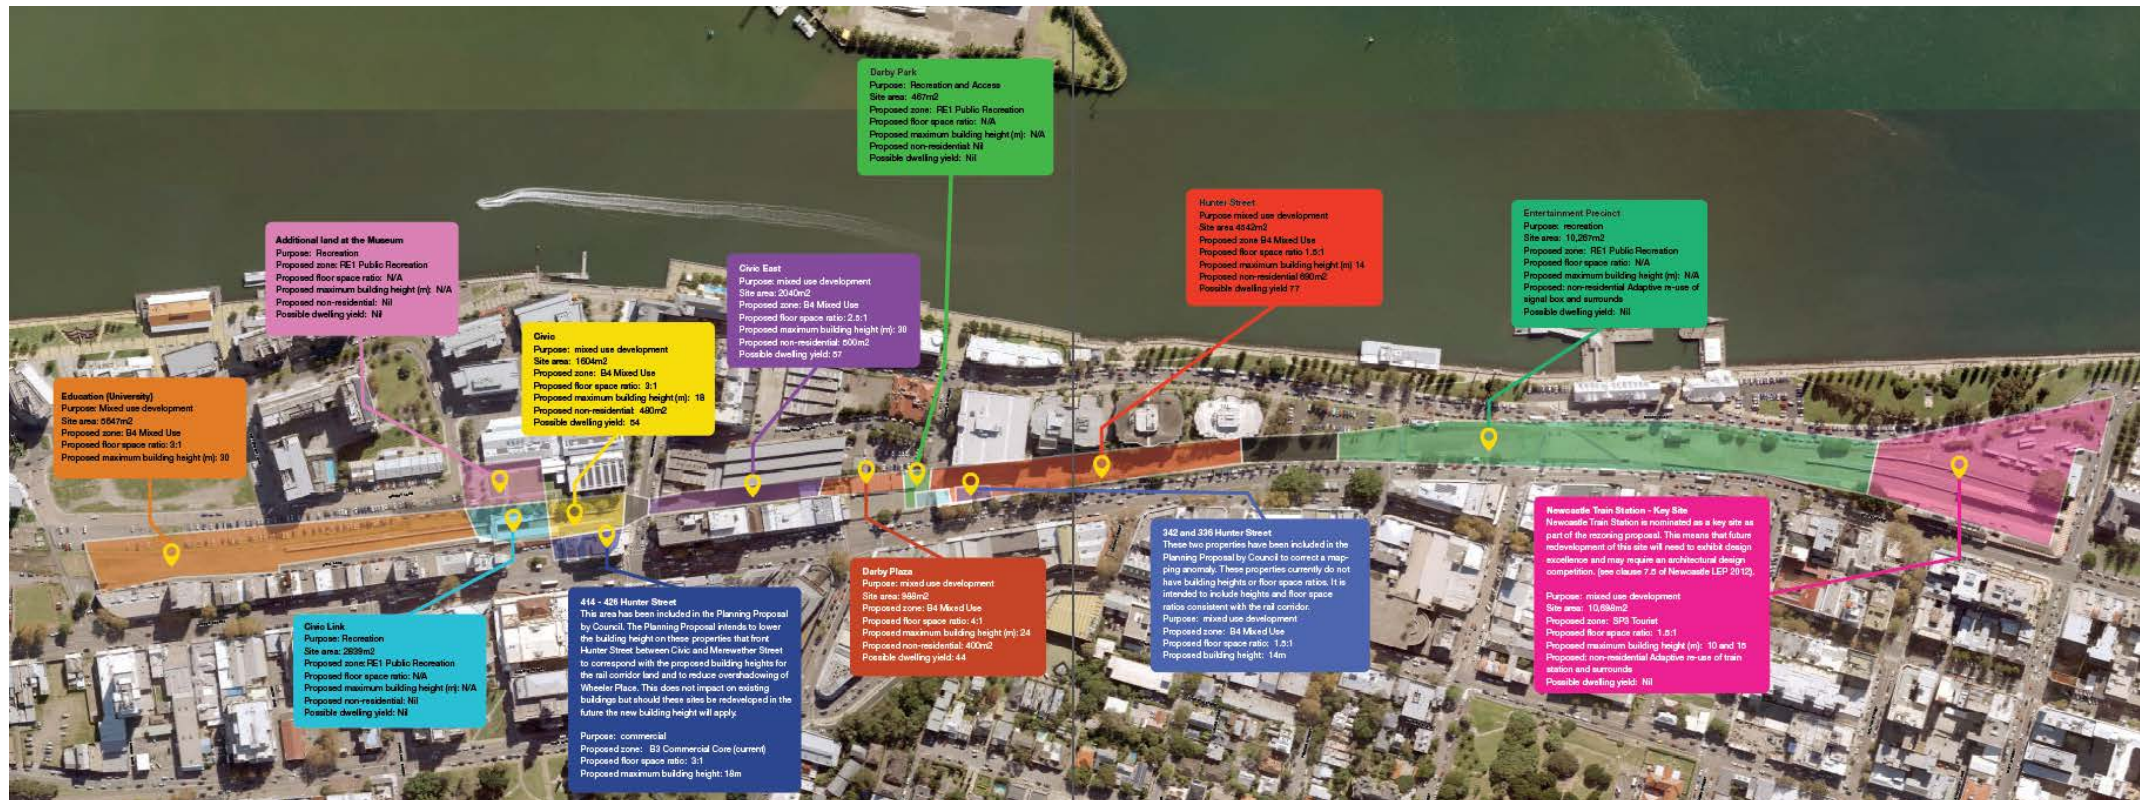 Darby Park
Purpose: Recreation and Access
Site area: 467m2
Proposed zone: RE1 Public Recreation
Proposed floor space ratio: N/A
Proposed maximum building height (m): N/A
Proposed non-residential: Nil
Possible dwelling yield: Nil
Hunter Street
Purpose mixed use development
Site area 4542m2
Proposed zone B4 Mixed Use
Proposed floor space ratio 1.5:1
Proposed maximum building height (m) 14
Proposed non-residential 690m2
Possible dwelling yield 77
Entertainment Precinct
Purpose: recreation
Site area: 10,267m2
Proposed zone: RE1 Public Recreation
Proposed floor space ratio: N/A
Proposed maximum building height (m): N/A
Proposed: non-residential Adaptive re-use of
signal box and surrounds
Possible dwelling yield: Nil
Additional land at the Museum
Purpose: Recreation
Proposed zone: RE1 Public Recreation
Proposed floor space ratio: N/A
Proposed maximum building height (m): N/A
Proposed non-residential: Nil
Possible dwelling yield: Nil
Civic East
Purpose: mixed use development
Site area: 2040m2
Proposed zone: B4 Mixed Use
Proposed floor space ratio: 2.5:1
Proposed maximum building height (m): 30
Proposed non-residential: 600m2
Possible dwelling yield: 57
Civic
Purpose: mixed use development
Site area: 1604m2
Proposed zone: B4 Mixed Use
Proposed floor space ratio: 3:1
Proposed maximum building height (m): 18
Proposed non-residential: 480m2
Possible dwelling yield: 54
Education (University)
Purpose: Mixed use development
Site area: 5647m2
Proposed zone: B4 Mixed Use
Proposed floor space ratio: 3:1
Proposed maximum building height (m): 30
Newcastle Train Station - Key Site
Newcastle Train Station is nominated as a key site as
part of the rezoning proposal. This means that future
redevelopment of this site will need to exhibit design
excellence and may require an architectural design
competition. (see clause 7.5 of Newcastle LEP 2012).
Purpose: mixed use development
Site area: 10,698m2
Proposed zone: SP3 Tourist
Proposed floor space ratio: 1.5:1
Proposed maximum building height (m): 10 and 15
Proposed: non-residential Adaptive re-use of train
station and surrounds
Possible dwelling yield: Nil
342 and 336 Hunter Street
These two properties have been included in the
Planning Proposal by Council to correct a map-
ping anomaly. These properties currently do not
have building heights or floor space ratios. It is
intended to include heights and floor space
ratios consistent with the rail corridor.
Purpose: mixed use development
Proposed zone: B4 Mixed Use
Proposed floor space ratio: 1.5:1
Proposed building height: 14m
Darby Plaza
Purpose: mixed use development
Site area: 988m2
Proposed zone: B4 Mixed Use
Proposed floor space ratio: 4:1
Proposed maximum building height (m): 24
Proposed non-residential: 400m2
Possible dwelling yield: 44
414 - 426 Hunter Street
This area has been included in the Planning Proposal
by Council. The Planning Proposal intends to lower
the building height on these properties that front
Hunter Street between Civic and Merewether Street
to correspond with the proposed building heights for
the rail corridor land and to reduce overshadowing of
Wheeler Place. This does not impact on existing
buildings but should these sites be redeveloped in the
future the new building height will apply.
Purpose: commercial
Proposed zone: B3 Commercial Core (current)
Proposed floor space ratio: 3:1
Proposed maximum building height: 18m
Civic Link
Purpose: Recreation
Site area: 2839m2
Proposed zone: RE1 Public Recreation
Proposed floor space ratio: N/A
Proposed maximum building height (m): N/A
Proposed non-residential: Nil
Possible dwelling yield: Nil